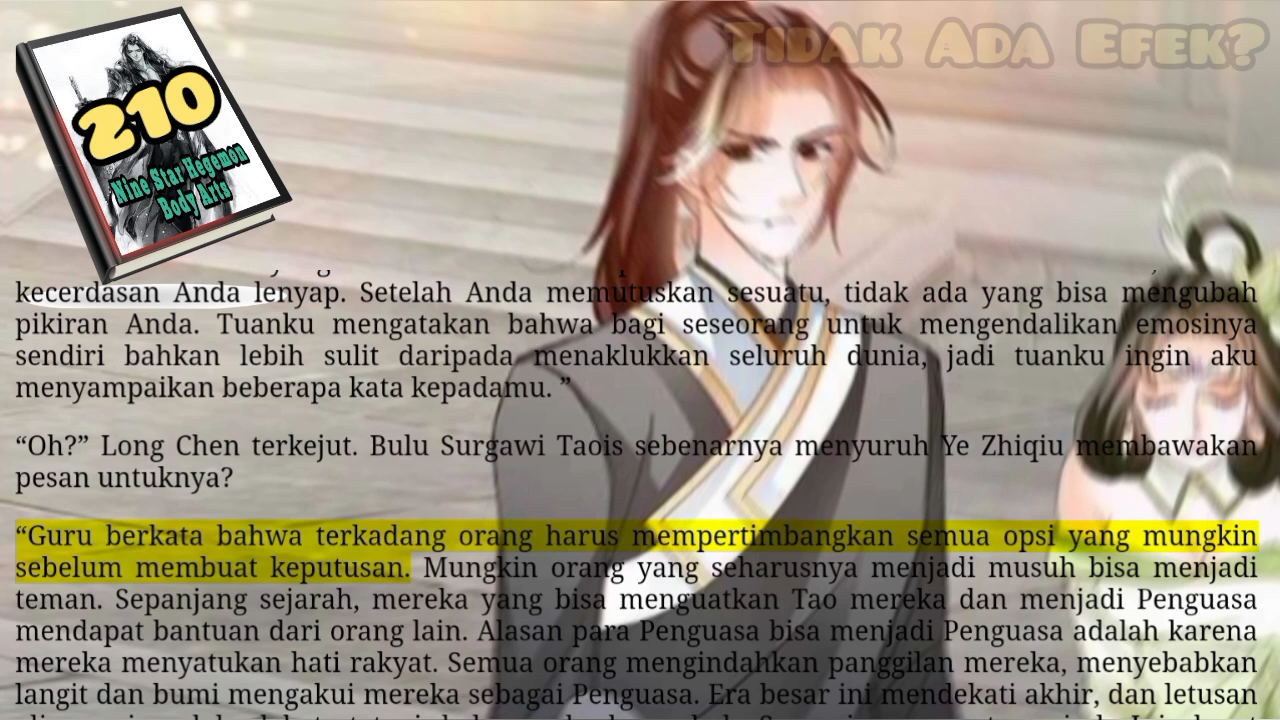 Tidak Ada Efek?
210
Nine Star Hegemon
Body Arts
kecerdasan Anda lenyap. Setelah Anda memutuskan sesuatu, tidak ada yang bisa mengubah
pikiran Anda. Tuanku mengatakan bahwa bagi seseorang untuk mengendalikan emosinya
sendiri bahkan lebih sulit daripada menaklukkan seluruh dunia, jadi tuanku ingin aku
menyampaikan beberapa kata kepadamu. ”
“Oh?” Long Chen terkejut. Bulu Surgawi Taois sebenarnya menyuruh Ye Zhiqiu membawakan
pesan untuknya?
“Guru berkata bahwa terkadang orang harus mempertimbangkan semua opsi yang mungkin
sebelum membuat keputusan. Mungkin orang yang seharusnya menjadi musuh bisa menjadi
teman. Sepanjang sejarah, mereka yang bisa menguatkan Tao mereka dan menjadi Penguasa
mendapat bantuan dari orang lain. Alasan para Penguasa bisa menjadi Penguasa adalah karena
mereka menyatukan hati rakyat. Semua orang mengindahkan panggilan mereka, menyebabkan
langit dan bumi mengakui mereka sebagai Penguasa. Era besar ini mendekati akhir, dan letusan